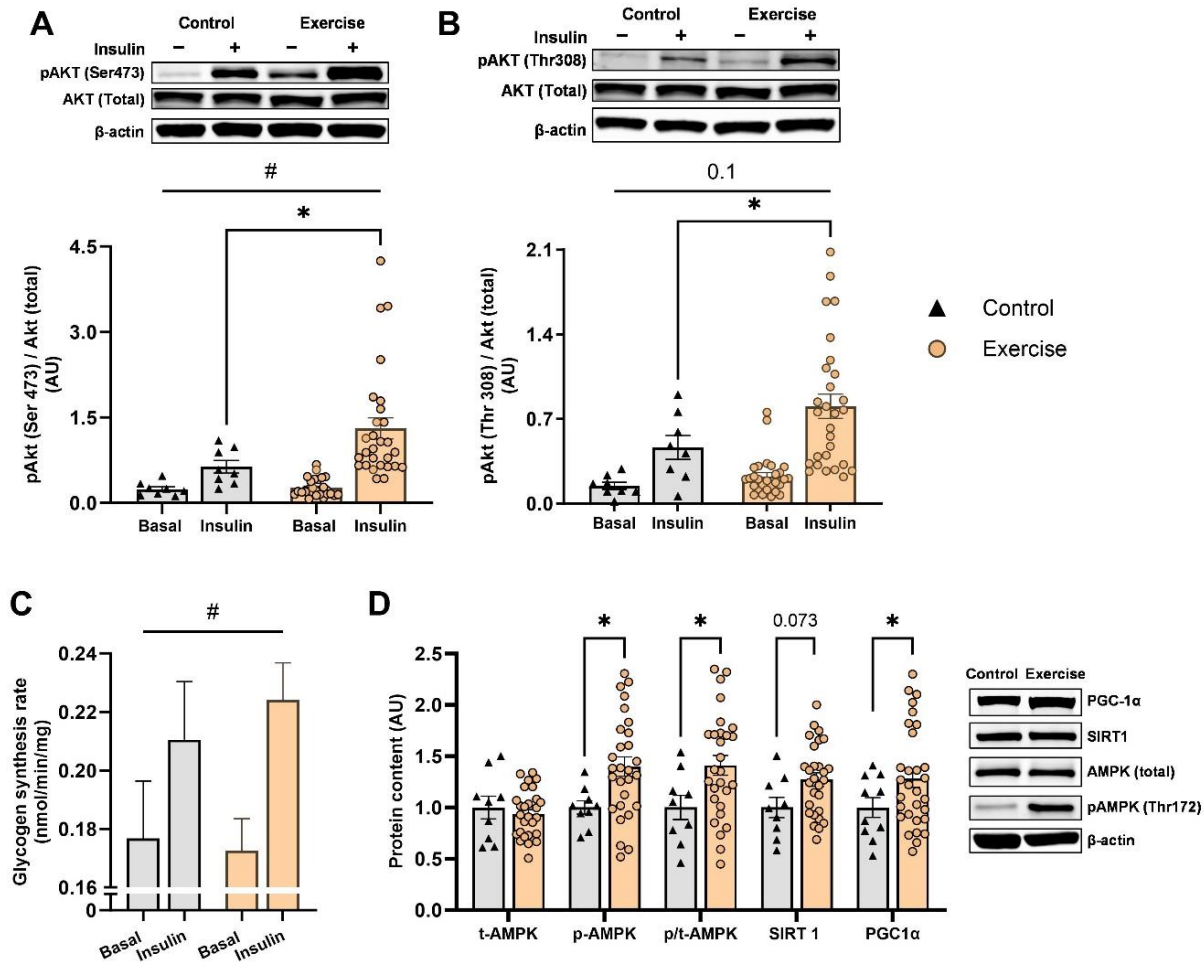 A
Control Exercise
Insulin − + − +
pAKT (Ser473)
AKT (Total)
β-actin
#
*
pAkt (Ser 473) / Akt (total)
(AU)
4.5
3.0
1.5
0.0
Basal Insulin Basal Insulin
B
Control Exercise
Insulin − + − +
pAKT (Thr308)
AKT (Total)
β-actin
0.1
*
pAkt (Thr 308) / Akt (total)
(AU)
2.1
1.4
0.7
0.0
Basal Insulin Basal Insulin
Control
Exercise
C
#
Glycogen synthesis rate
(nmol/min/mg)
0.24
0.22
0.20
0.18
0.16
0
Basal Insulin Basal Insulin
D
* * 0.073 *
Protein content (AU)
2.5
2.0
1.5
1.0
0.5
0.0
t-AMPK p-AMPK p/t-AMPK SIRT 1 PGC1α
Control Exercise
PGC-1α
SIRT1
AMPK (total)
pAMPK (Thr172)
β-actin